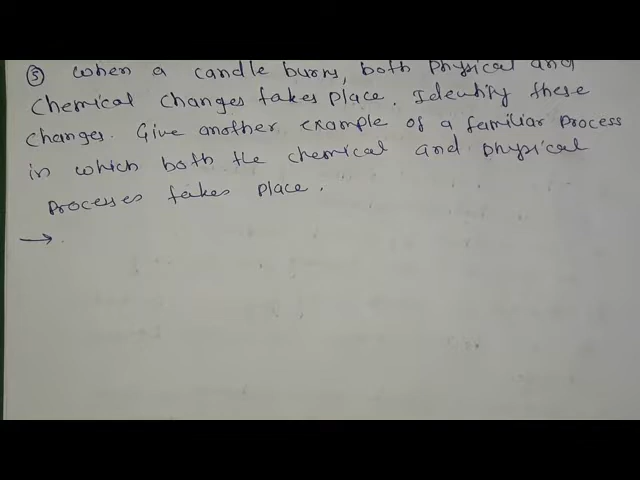 ⑤ When a candle burns, both physical and
chemical changes takes place. Identify these
changes. Give another example of a familiar process
in which both the chemical and physical
processes takes place.
→